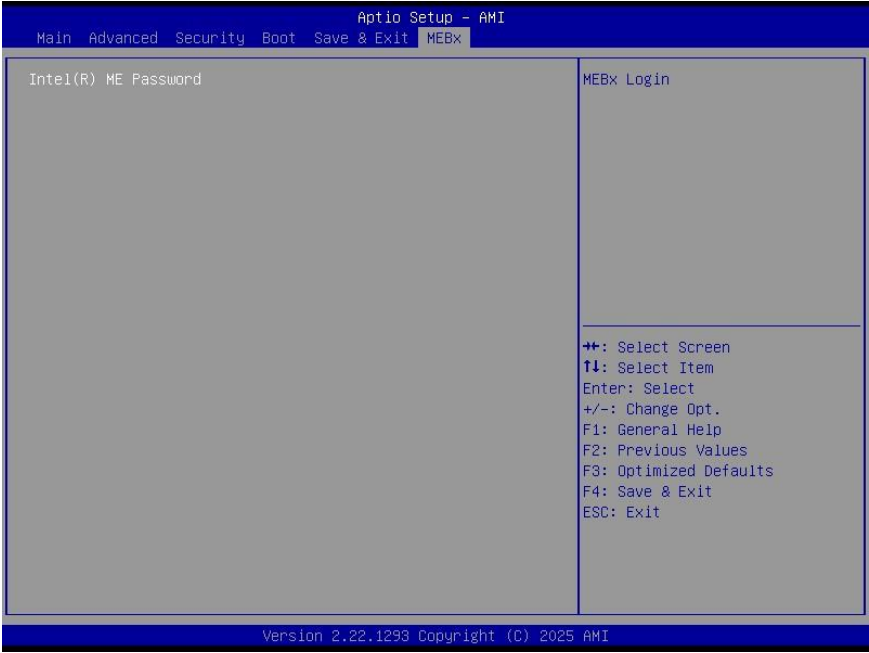 Aptio Setup – AMI
Main Advanced Security Boot Save & Exit MEBx
Intel(R) ME Password
MEBx Login
→←: Select Screen
↑↓: Select Item
Enter: Select
+/-: Change Opt.
F1: General Help
F2: Previous Values
F3: Optimized Defaults
F4: Save & Exit
ESC: Exit
Version 2.22.1293 Copyright (C) 2025 AMI